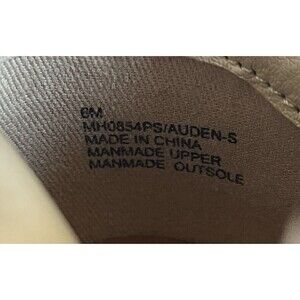 6M
MH0854PS/AUDEN-S
MADE IN CHINA
MANMADE UPPER
MANMADE OUTSOLE